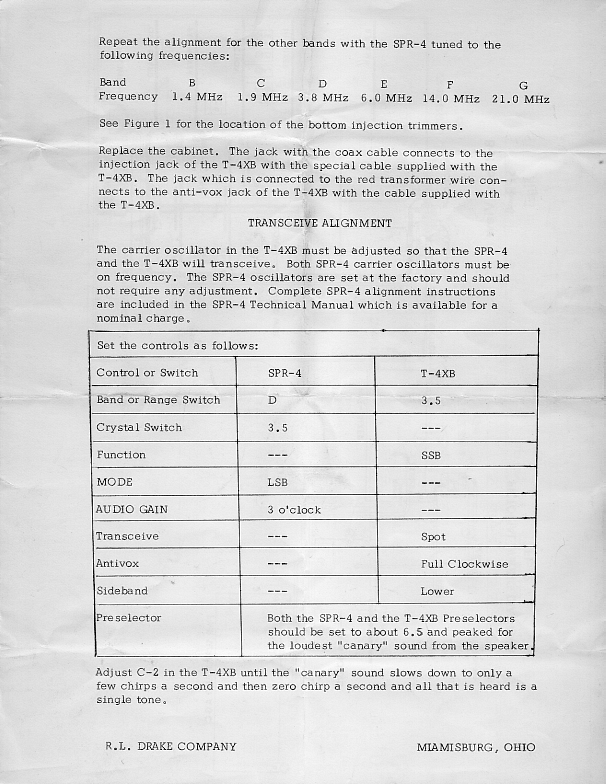 Repeat the alignment for the other bands with the SPR-4 tuned to the
following frequencies:
Band B C D E F G
Frequency 1.4 MHz 1.9 MHz 3.8 MHz 6.0 MHz 14.0 MHz 21.0 MHz
See Figure 1 for the location of the bottom injection trimmers.
Replace the cabinet. The jack with the coax cable connects to the
injection jack of the T-4XB with the special cable supplied with the
T-4XB. The jack which is connected to the red transformer wire con-
nects to the anti-vox jack of the T-4XB with the cable supplied with
the T-4XB.
TRANSCEIVE ALIGNMENT
The carrier oscillator in the T-4XB must be adjusted so that the SPR-4
and the T-4XB will transceive. Both SPR-4 carrier oscillators must be
on frequency. The SPR-4 oscillators are set at the factory and should
not require any adjustment. Complete SPR-4 alignment instructions
are included in the SPR-4 Technical Manual which is available for a
nominal charge.
Set the controls as follows:
Control or Switch SPR-4 T-4XB
Band or Range Switch D 3.5
Crystal Switch 3.5 ---
Function --- SSB
MODE LSB ---
AUDIO GAIN 3 o'clock ---
Transceive --- Spot
Antivox --- Full Clockwise
Sideband --- Lower
Preselector Both the SPR-4 and the T-4XB Preselectors
should be set to about 6.5 and peaked for
the loudest "canary" sound from the speaker.
Adjust C-2 in the T-4XB until the "canary" sound slows down to only a
few chirps a second and then zero chirp a second and all that is heard is a
single tone.
R.L. DRAKE COMPANY MIAMISBURG, OHIO